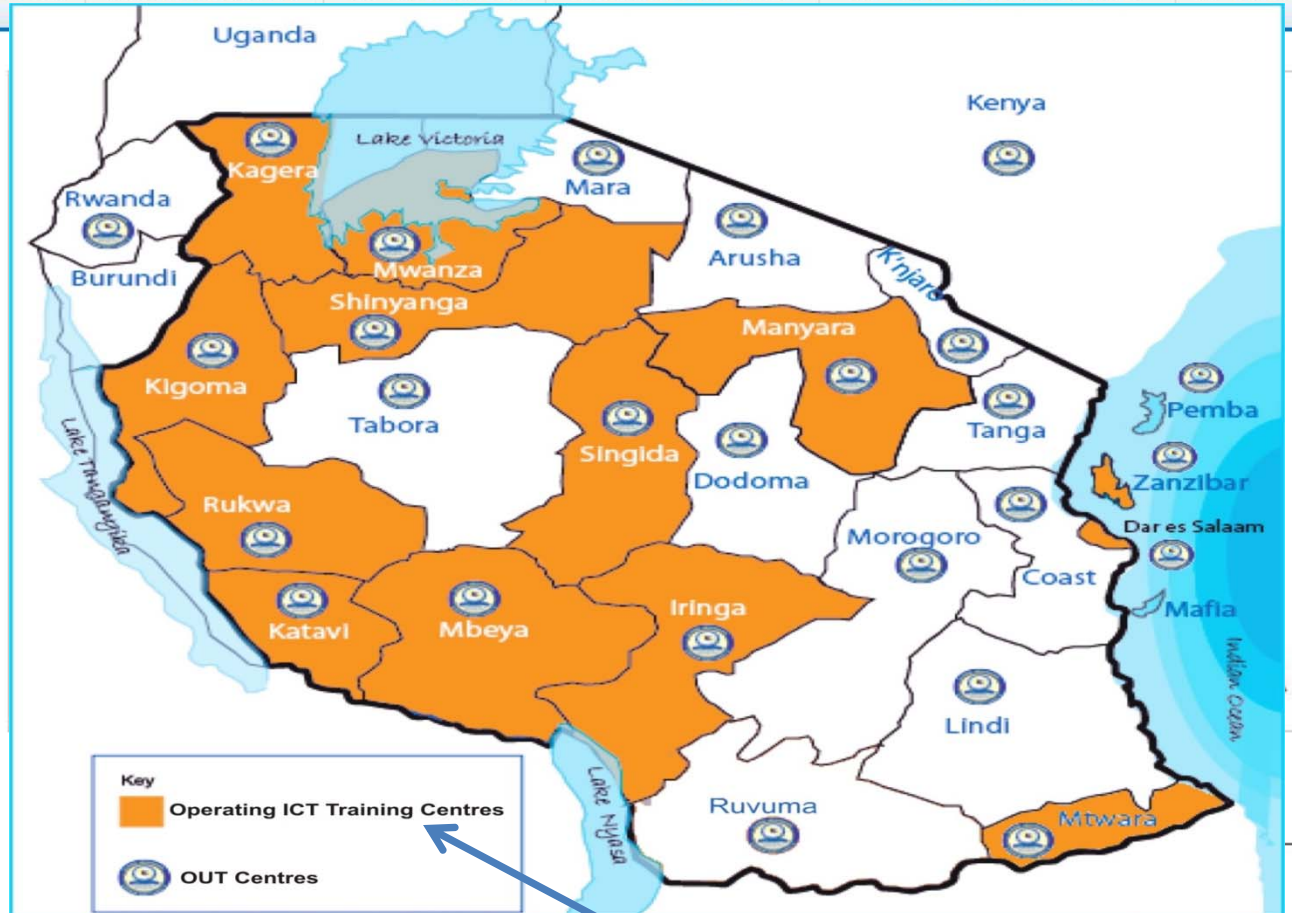 Uganda
Kenya
Lake Victoria
Kagera
Mara
Rwanda
Arusha
Burundi
Mwanza
K'njaro
Shinyanga
Manyara
Kigoma
Pemba
Tabora
Tanga
Singida
Dodoma
Zanzibar
Lake Tanganyika
Rukwa
Dar es Salaam
Morogoro
Coast
Iringa
Mafia
Katavi
Mbeya
Indian Ocean
Lindi
Key
Operating ICT Training Centres
Lake Nyasa
Ruvuma
Mtwara
OUT Centres